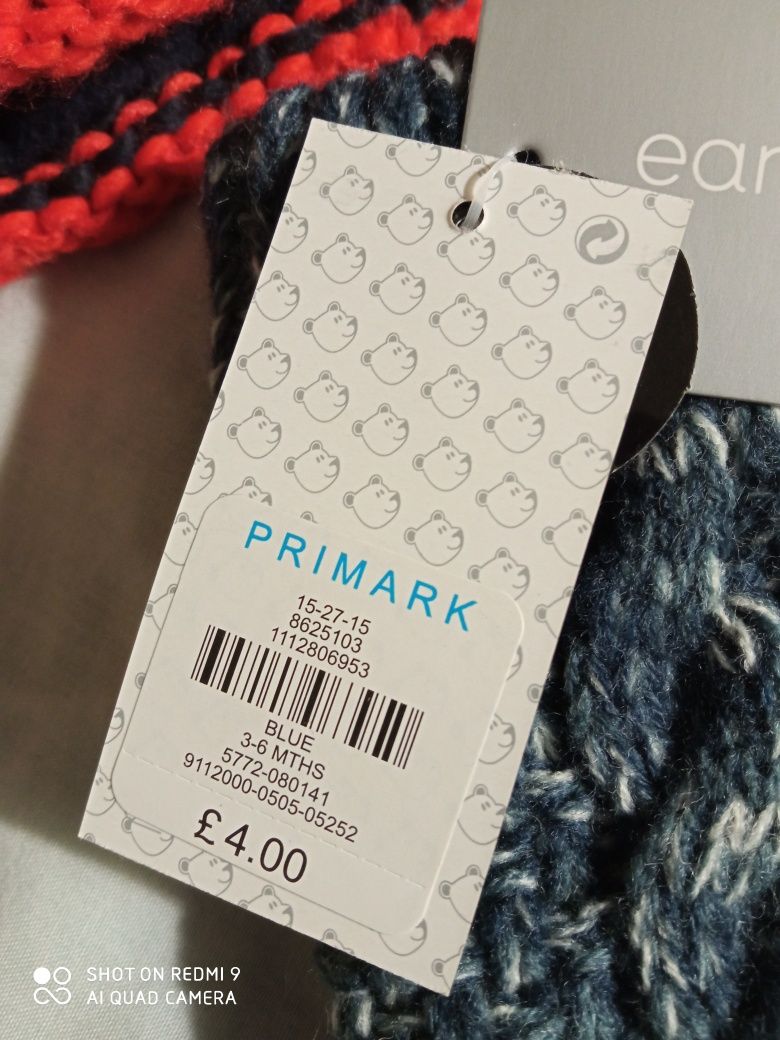 ear
PRIMARK
15-27-15
8625103
1112806953
BLUE
3-6 MTHS
5772-080141
9112000-0505-05252
£4.00
SHOT ON REDMI 9
AI QUAD CAMERA